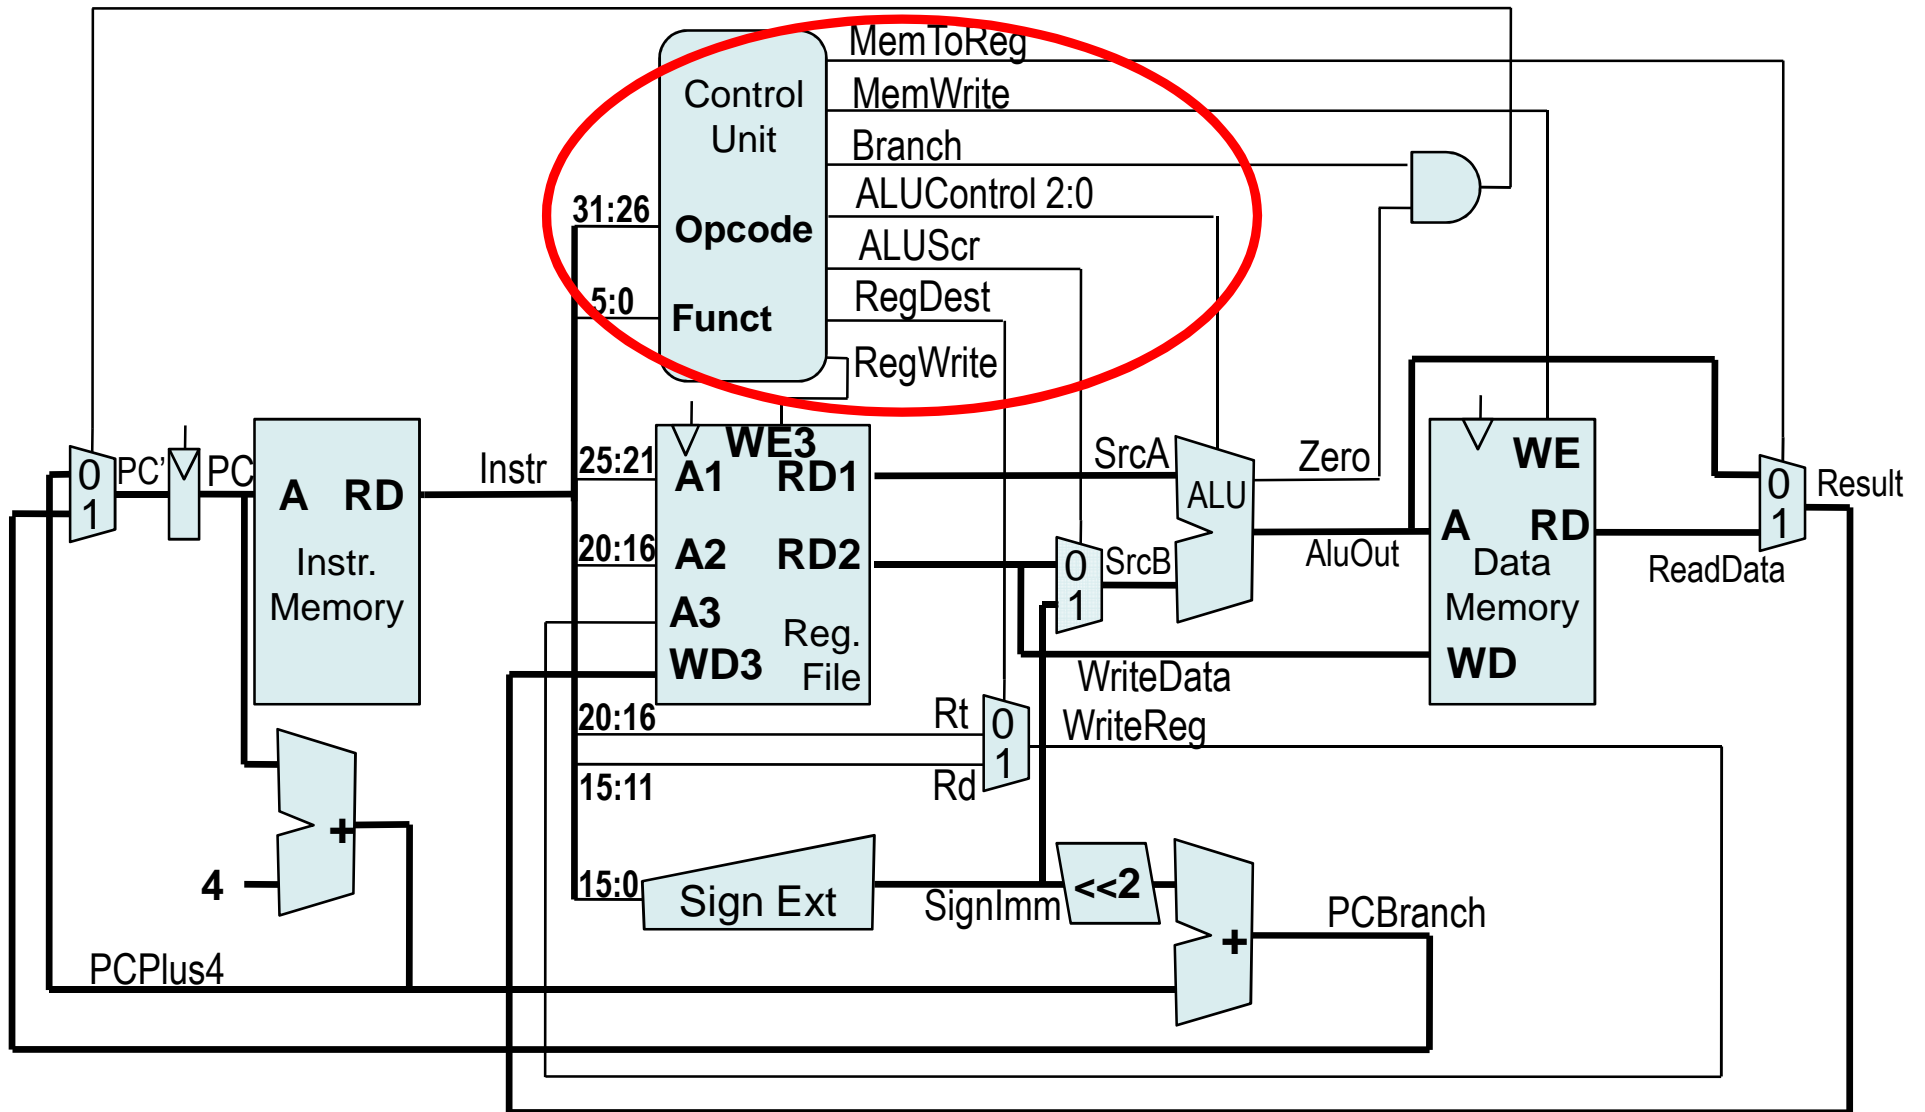 MemToReg
Control
Unit
MemWrite
Branch
ALUControl 2:0
31:26
Opcode
ALUScr
5:0
Funct
RegDest
RegWrite
0
1
PC'
PC
A RD
Instr.
Memory
Instr
25:21
WE3
A1 RD1
20:16
A2 RD2
A3
WD3
Reg.
File
SrcA
ALU
Zero
0
1
SrcB
AluOut
WE
A RD
Data
Memory
WD
ReadData
0
1
Result
WriteData
20:16
Rt
0
1
WriteReg
15:11
Rd
+
4
15:0
Sign Ext
SignImm
<<2
+
PCBranch
PCPlus4